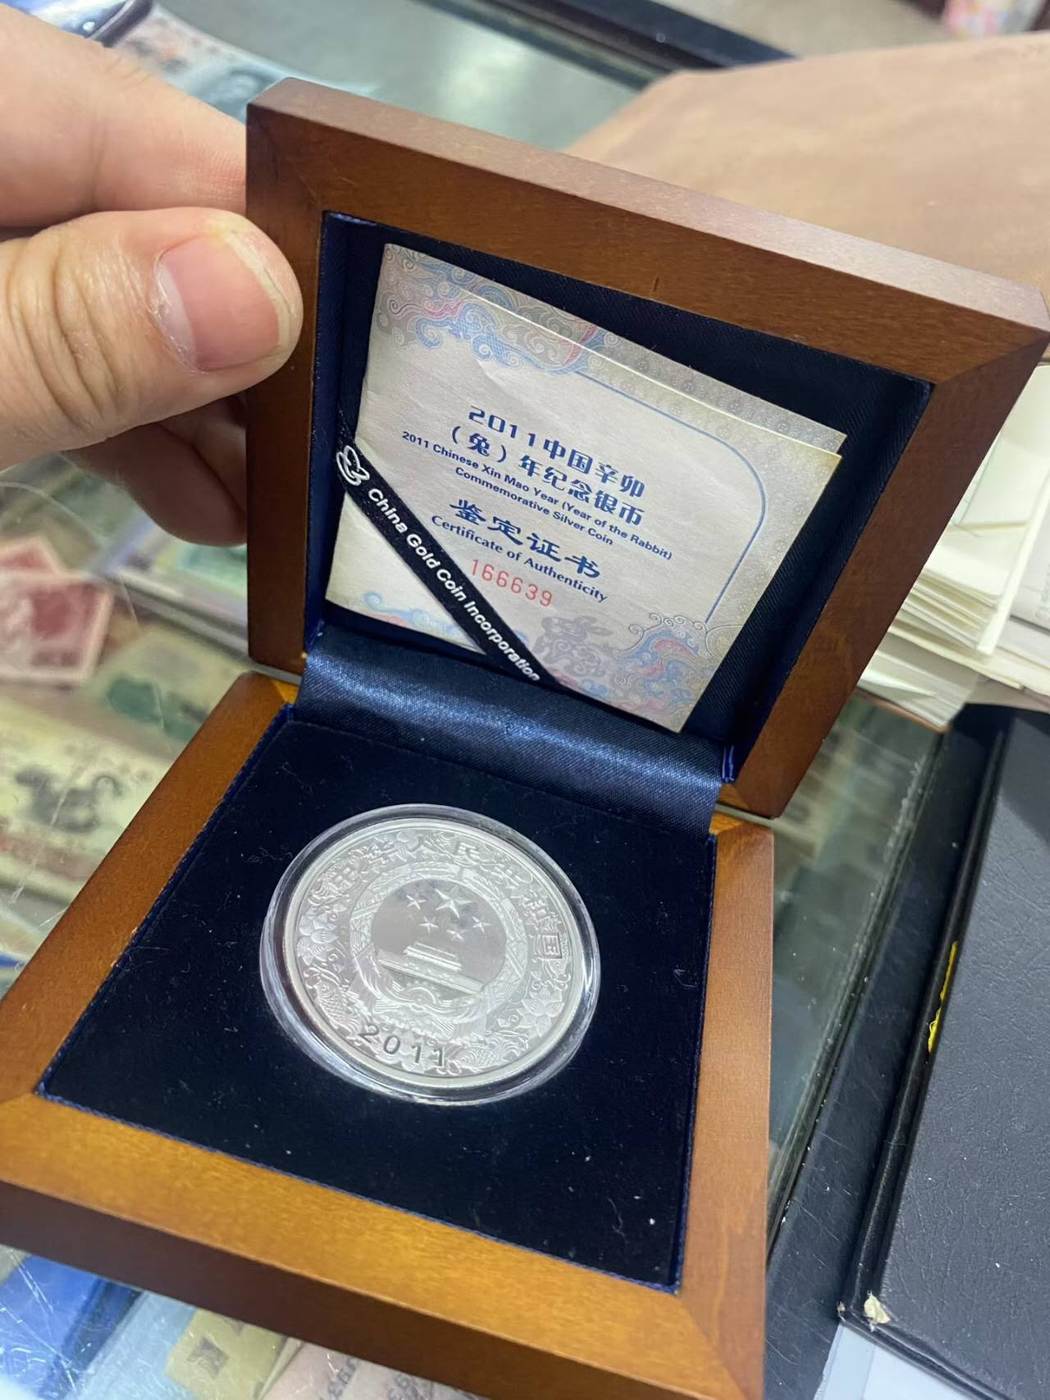 2011中国辛卯
（兔）年纪念银币
2011 Chinese Xin Mao Year (Year of the Rabbit)
Commemorative Silver Coin
鉴定证书
Certificate of Authenticity
166639
China Gold Coin Incorporation
中华人民共和国
2011